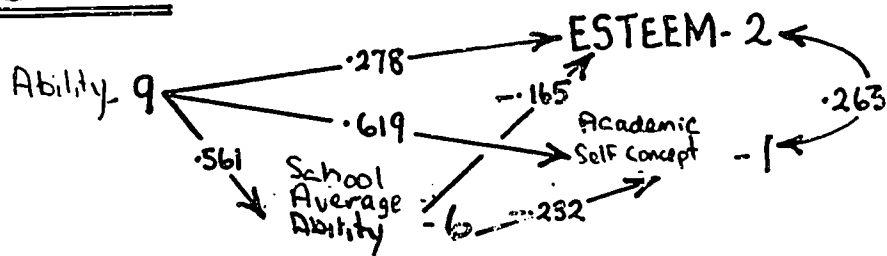 ESTEEM-2
.278
Ability-9
-.165
.263
.619
Academic
Self Concept -1
.561
School
Average
Ability -6
-.232